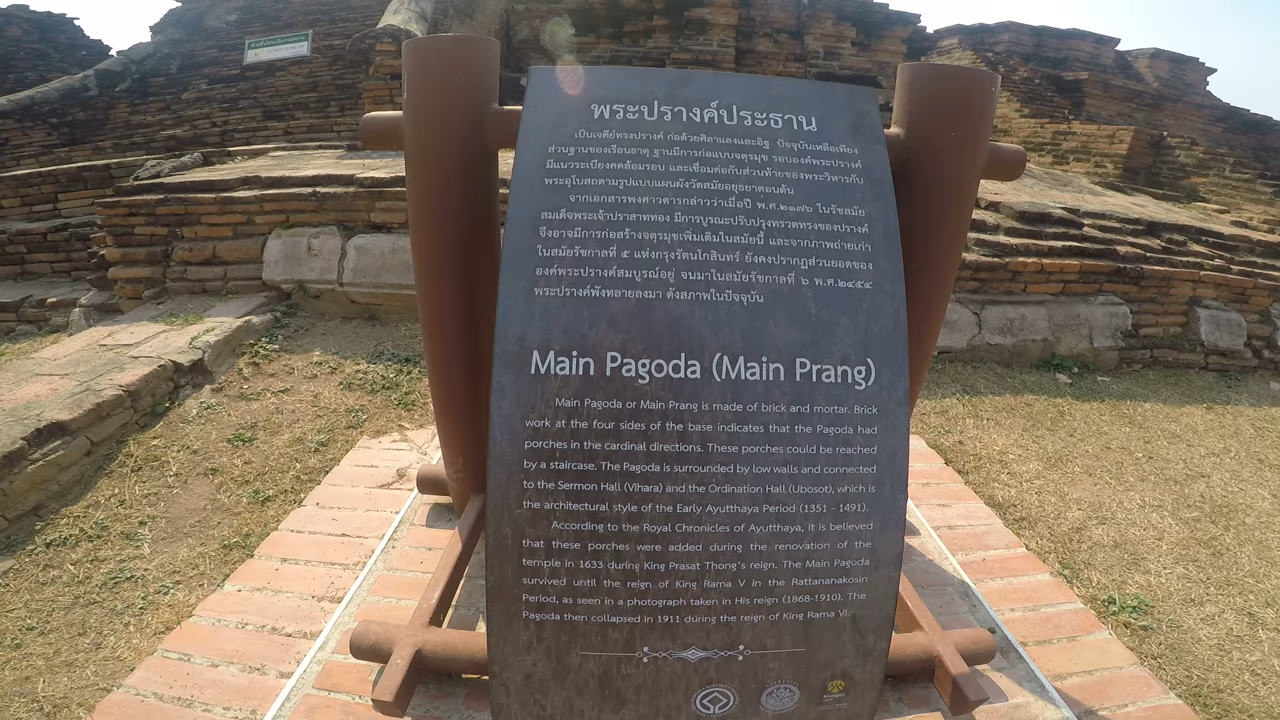 พระปรางค์ประธาน
เป็นเจดีย์ทรงปรางค์ ก่อด้วยศิลาแลงและอิฐ ปัจจุบันเหลือเพียง
ส่วนฐานของเรือนธาตุ ฐานมีการก่อแบบจตุรมุข รอบองค์พระปรางค์
มีแนวระเบียงคดล้อมรอบ และเชื่อมต่อกับส่วนท้ายของพระวิหารกับ
พระอุโบสถตามรูปแบบแผนผังวัดสมัยอยุธยาตอนต้น
จากเอกสารพงศาวดารกล่าวว่าเมื่อปี พ.ศ.๒๑๗๖ ในรัชสมัย
สมเด็จพระเจ้าปราสาททอง มีการบูรณะปรับปรุงทรวดทรงของปรางค์
จึงอาจมีการก่อสร้างจตุรมุขเพิ่มเติมในสมัยนี้ และจากภาพถ่ายเก่า
ในสมัยรัชกาลที่ ๕ แห่งกรุงรัตนโกสินทร์ ยังคงปรากฏส่วนยอดของ
องค์พระปรางค์สมบูรณ์อยู่ จนมาในสมัยรัชกาลที่ ๖ พ.ศ.๒๔๕๔
พระปรางค์พังทลายลงมา ดังสภาพในปัจจุบัน
Main Pagoda (Main Prang)
Main Pagoda or Main Prang is made of brick and mortar. Brick
work at the four sides of the base indicates that the Pagoda had
porches in the cardinal directions. These porches could be reached
by a staircase. The Pagoda is surrounded by low walls and connected
to the Sermon Hall (Vihara) and the Ordination Hall (Ubosot), which is
the architectural style of the Early Ayutthaya Period (1351 - 1491).
According to the Royal Chronicles of Ayutthaya, it is believed
that these porches were added during the renovation of the
temple in 1633 during King Prasat Thong's reign. The Main Pagoda
survived until the reign of King Rama V in the Rattananakosin
Period, as seen in a photograph taken in His reign (1868-1910). The
Pagoda then collapsed in 1911 during the reign of King Rama VI.